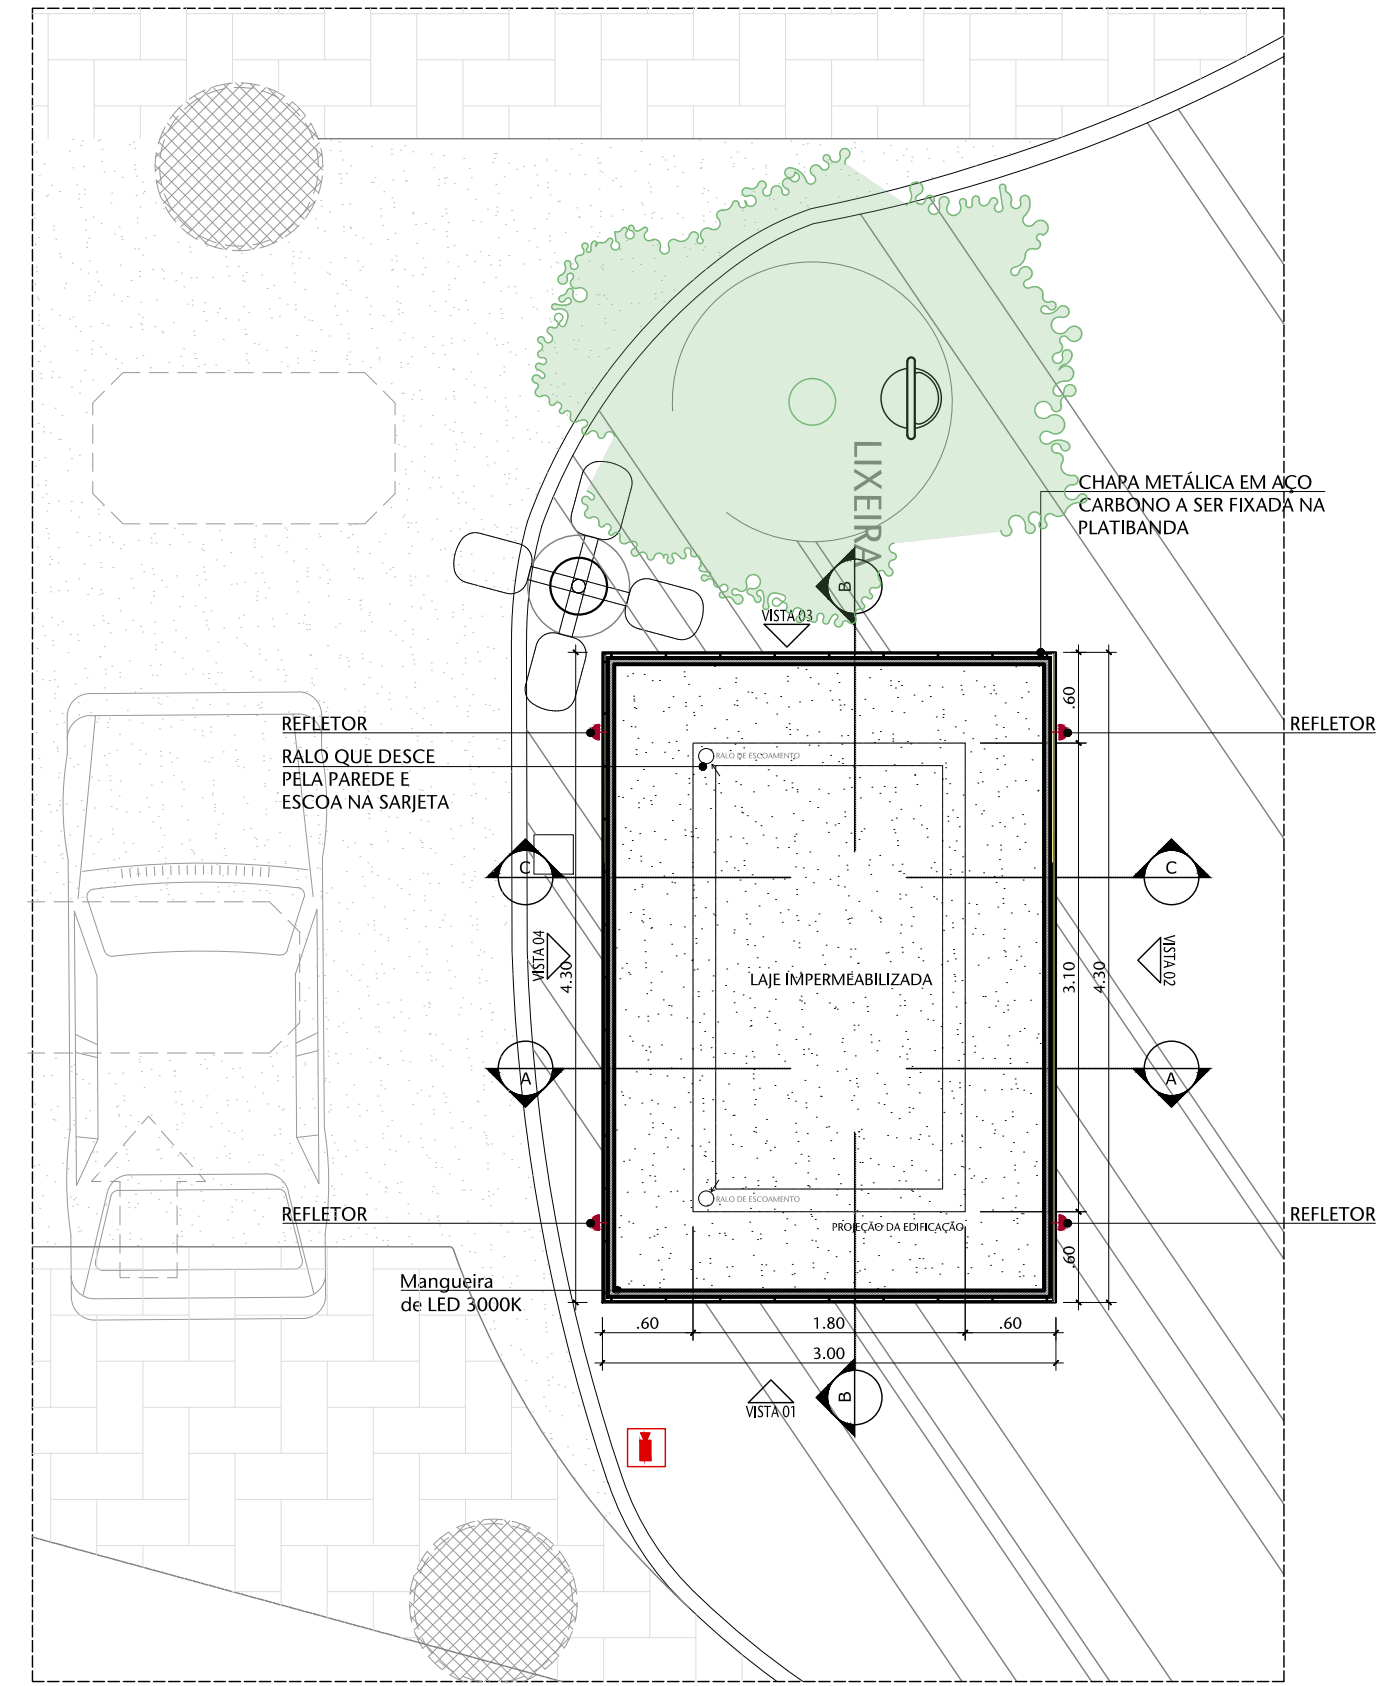 LIXEIRA
CHAPA METÁLICA EM AÇO
CARBONO A SER FIXADA NA
PLATIBANDA
B
VISTA 03
.60
REFLETOR
REFLETOR
RALO QUE DESCE
PELA PAREDE E
ESCOA NA SARJETA
RALO DE ESCOAMENTO
C
C
VISTA 04
4.30
VISTA 02
3.10
4.30
LAJE IMPERMEABILIZADA
A
A
RALO DE ESCOAMENTO
REFLETOR
REFLETOR
PROJEÇÃO DA EDIFICAÇÃO
.60
Mangueira
de LED 3000K
.60
1.80
.60
3.00
B
VISTA 01